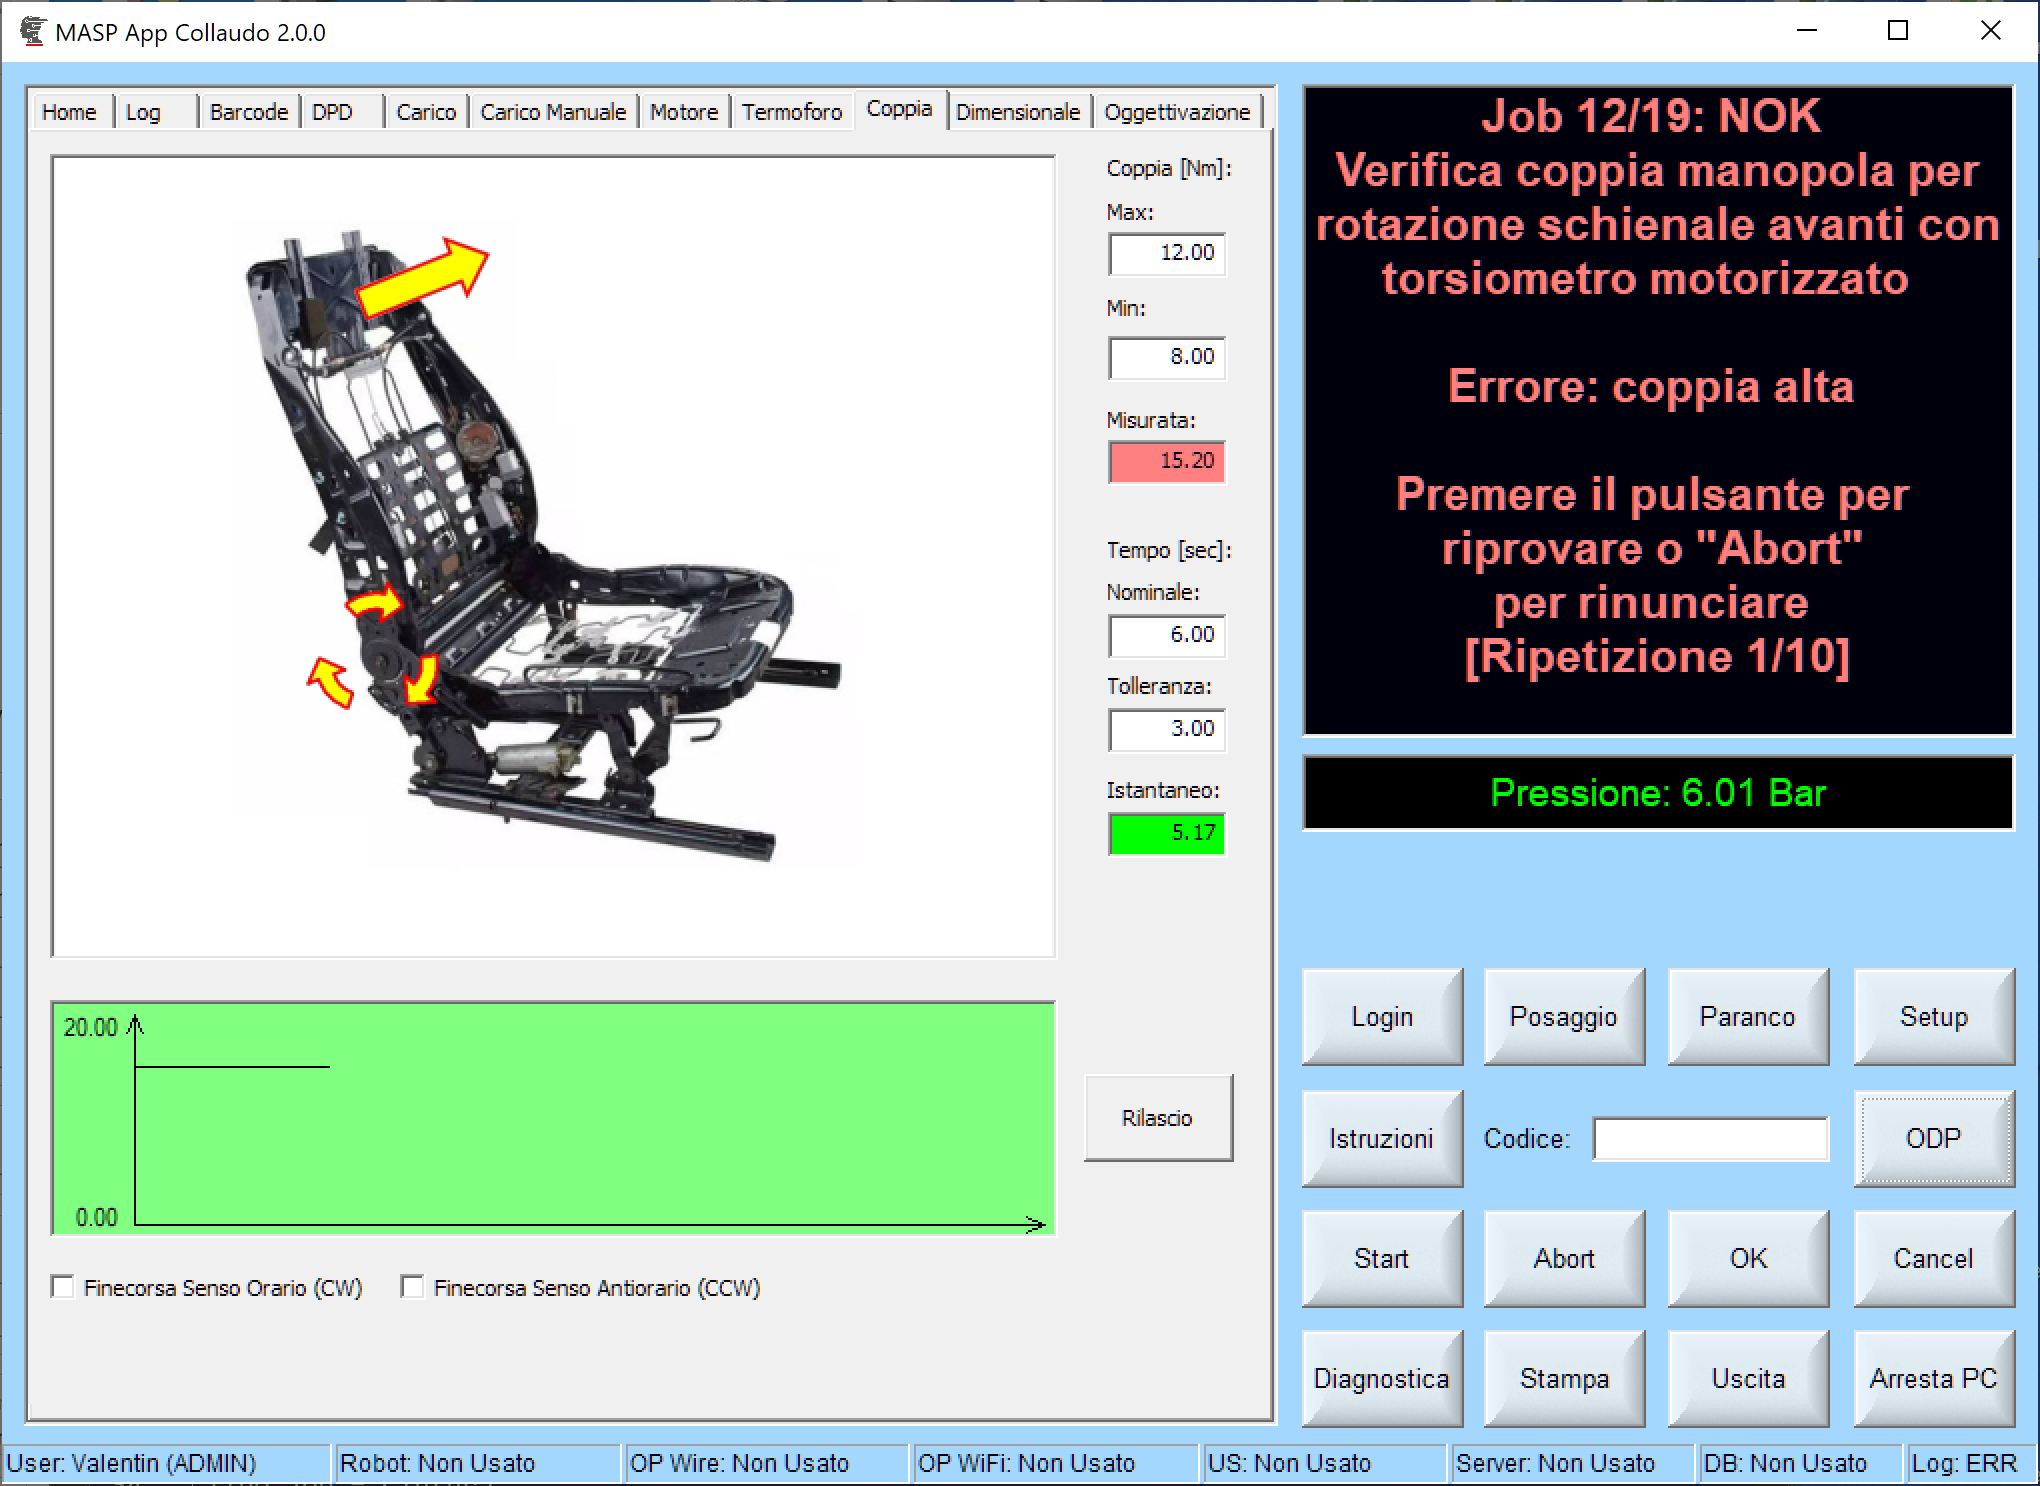 MASP App Collaudo 2.0.0
Home Log Barcode DPD Carico Carico Manuale Motore Termoforo Coppia Dimensionale Oggettivazione
Coppia [Nm]:
Max:
12.00
Min:
8.00
Misurata:
15.20
Tempo [sec]:
Nominale:
6.00
Tolleranza:
3.00
Istantaneo:
5.17
20.00
0.00
Rilascio
Finecorsa Senso Orario (CW) Finecorsa Senso Antiorario (CCW)
Job 12/19: NOK
Verifica coppia manopola per
rotazione schienale avanti con
torsiometro motorizzato
Errore: coppia alta
Premere il pulsante per
riprovare o "Abort"
per rinunciare
[Ripetizione 1/10]
Pressione: 6.01 Bar
Login Posaggio Paranco Setup
Istruzioni Codice: ODP
Start Abort OK Cancel
Diagnostica Stampa Uscita Arresta PC
User: Valentin (ADMIN) Robot: Non Usato OP Wire: Non Usato OP WiFi: Non Usato US: Non Usato Server: Non Usato DB: Non Usato Log: ERR